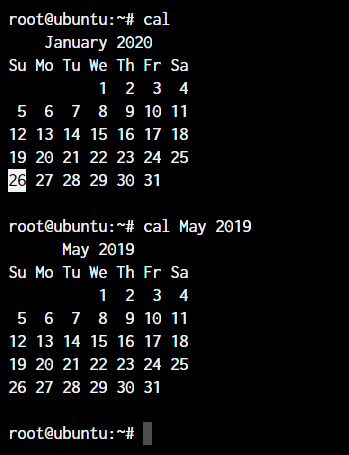 root@ubuntu:~# cal
    January 2020
Su Mo Tu We Th Fr Sa
          1  2  3  4
 5  6  7  8  9 10 11
12 13 14 15 16 17 18
19 20 21 22 23 24 25
26 27 28 29 30 31

root@ubuntu:~# cal May 2019
      May 2019
Su Mo Tu We Th Fr Sa
          1  2  3  4
 5  6  7  8  9 10 11
12 13 14 15 16 17 18
19 20 21 22 23 24 25
26 27 28 29 30 31

root@ubuntu:~#